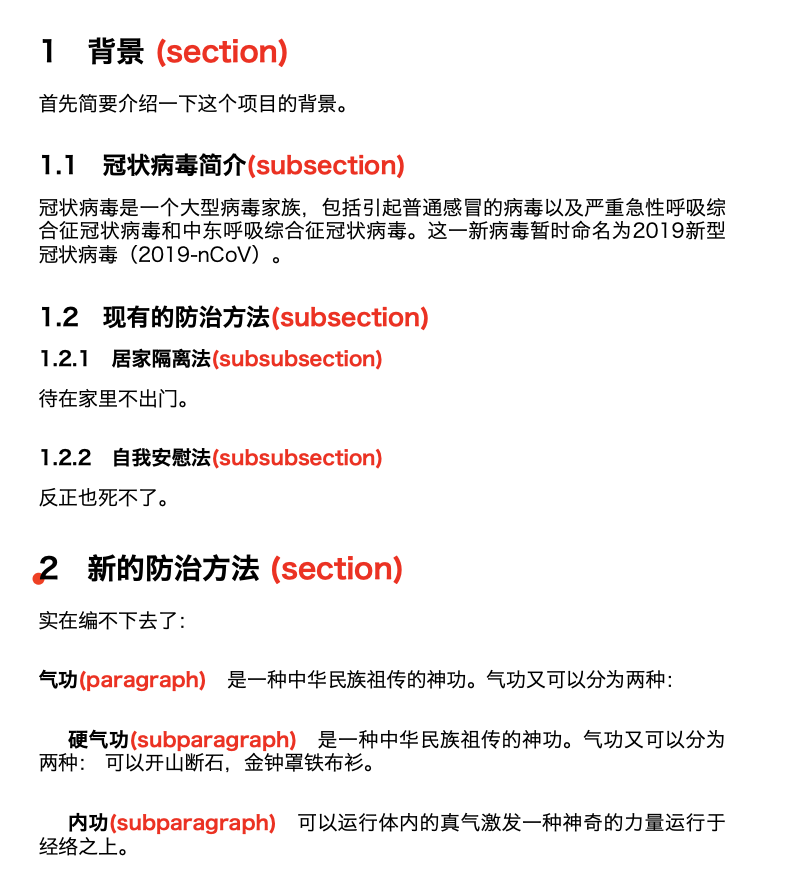 1 背景 (section)
首先简要介绍一下这个项目的背景。
1.1 冠状病毒简介(subsection)
冠状病毒是一个大型病毒家族，包括引起普通感冒的病毒以及严重急性呼吸综
合征冠状病毒和中东呼吸综合征冠状病毒。这一新病毒暂时命名为2019新型
冠状病毒（2019-nCoV）。
1.2 现有的防治方法(subsection)
1.2.1 居家隔离法(subsubsection)
待在家里不出门。
1.2.2 自我安慰法(subsubsection)
反正也死不了。
2 新的防治方法 (section)
实在编不下去了：
气功(paragraph) 是一种中华民族祖传的神功。气功又可以分为两种：
硬气功(subparagraph) 是一种中华民族祖传的神功。气功又可以分为
两种： 可以开山断石，金钟罩铁布衫。
内功(subparagraph) 可以运行体内的真气激发一种神奇的力量运行于
经络之上。